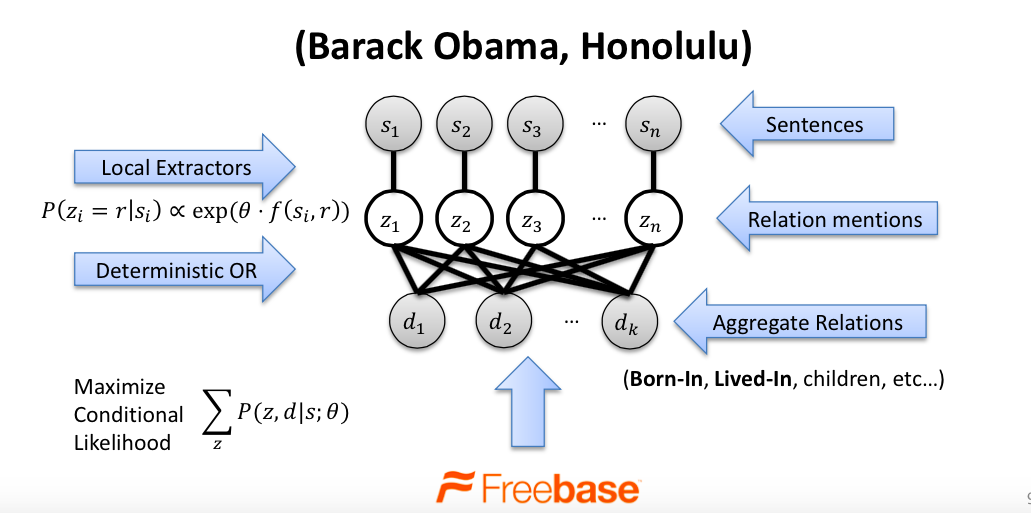 (Barack Obama, Honolulu)
s₁ s₂ s₃ … sₙ
Sentences
Local Extractors
P(zᵢ = r|sᵢ) ∝ exp(θ · f(sᵢ, r))
z₁ z₂ z₃ … zₙ
Relation mentions
Deterministic OR
d₁ d₂ … dₖ
Aggregate Relations
(Born-In, Lived-In, children, etc…)
Maximize
Conditional
Likelihood
∑ P(z, d|s; θ)
z
Freebase